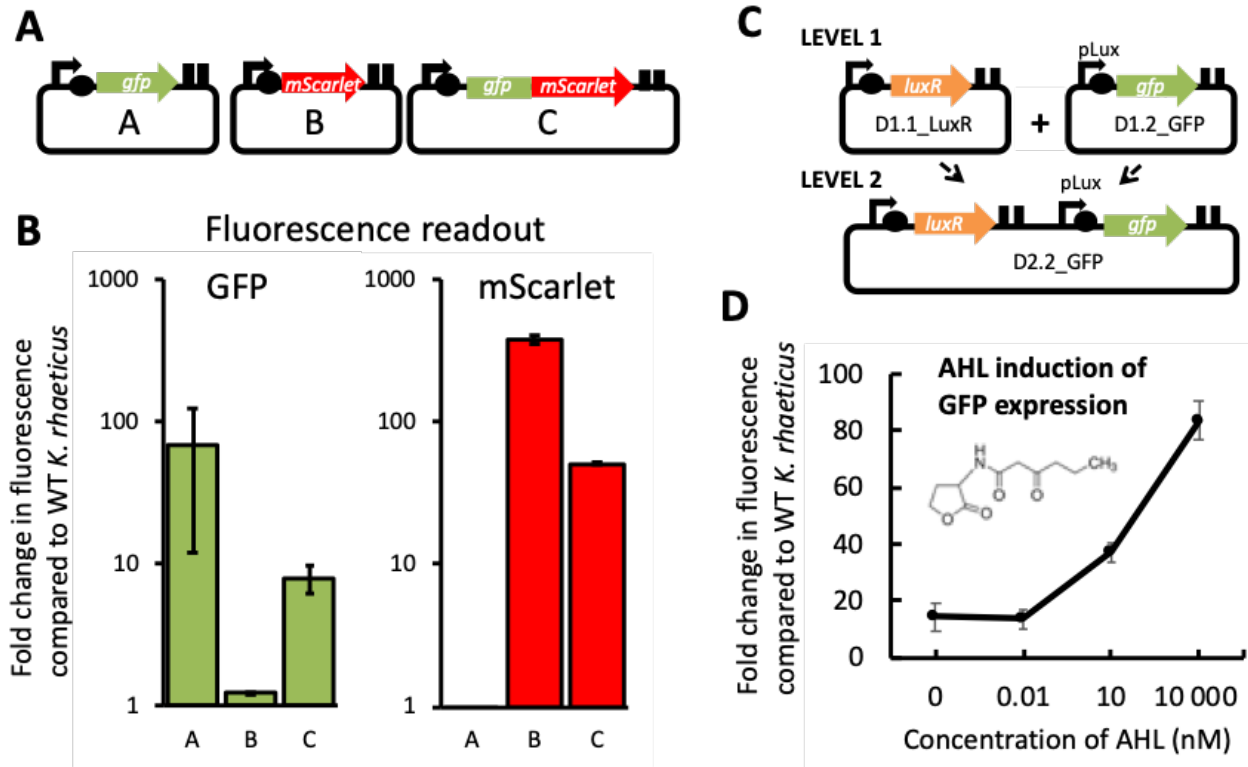 A
gfp
mScarlet
gfp
mScarlet
A
B
C
B
Fluorescence readout
Fold change in fluorescence
compared to WT K. rhaeticus
GFP
1000
100
10
1
A
B
C
mScarlet
1000
100
10
1
A
B
C
C
LEVEL 1
luxR
D1.1_LuxR
+
pLux
gfp
D1.2_GFP
LEVEL 2
luxR
pLux
gfp
D2.2_GFP
D
Fold change in fluorescence
compared to WT K. rhaeticus
AHL induction of
GFP expression
H
N
CH3
O
O
O
O
100
80
60
40
20
0
0
0.01
10
10 000
Concentration of AHL (nM)